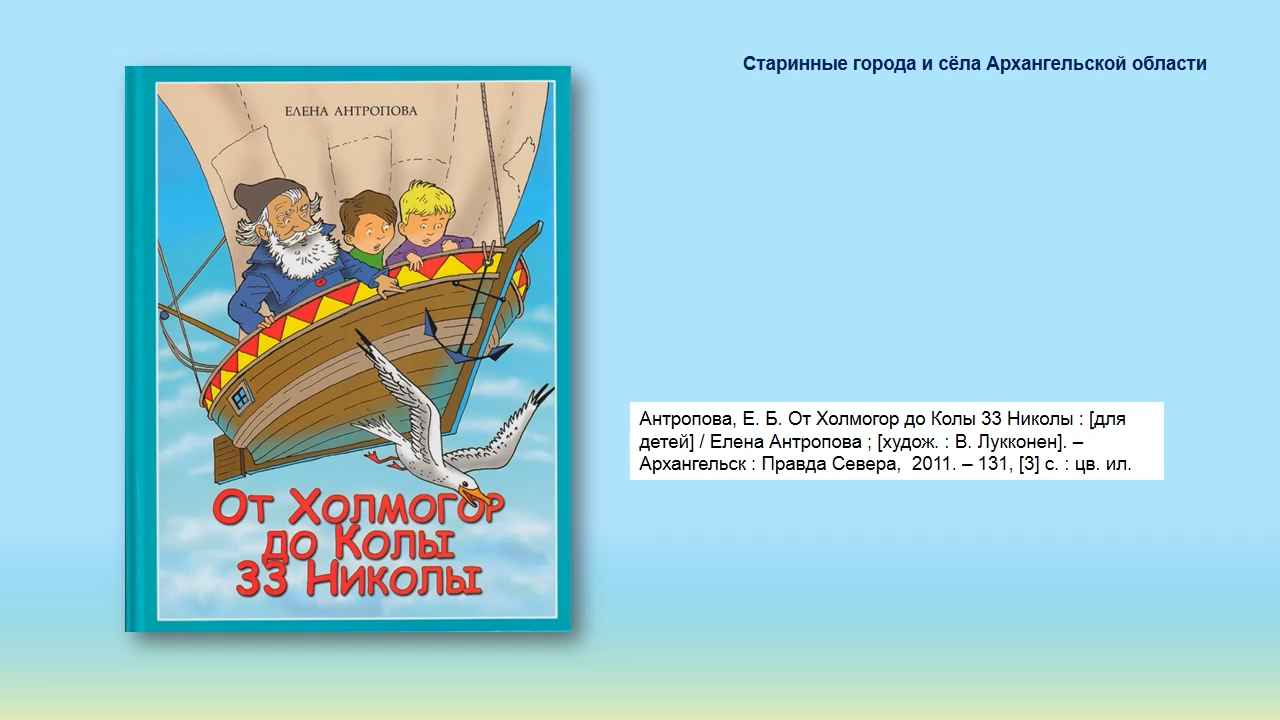 Старинные города и сёла Архангельской области
ЕЛЕНА АНТРОПОВА
ОТ ХОЛМОГОР
ДО КОЛЫ
33 НИКОЛЫ
Антропова, Е. Б. От Холмогор до Колы 33 Николы : [для
детей] / Елена Антропова ; [худож. : В. Лукконен]. –
Архангельск : Правда Севера,  2011. – 131, [3] с. : цв. ил.